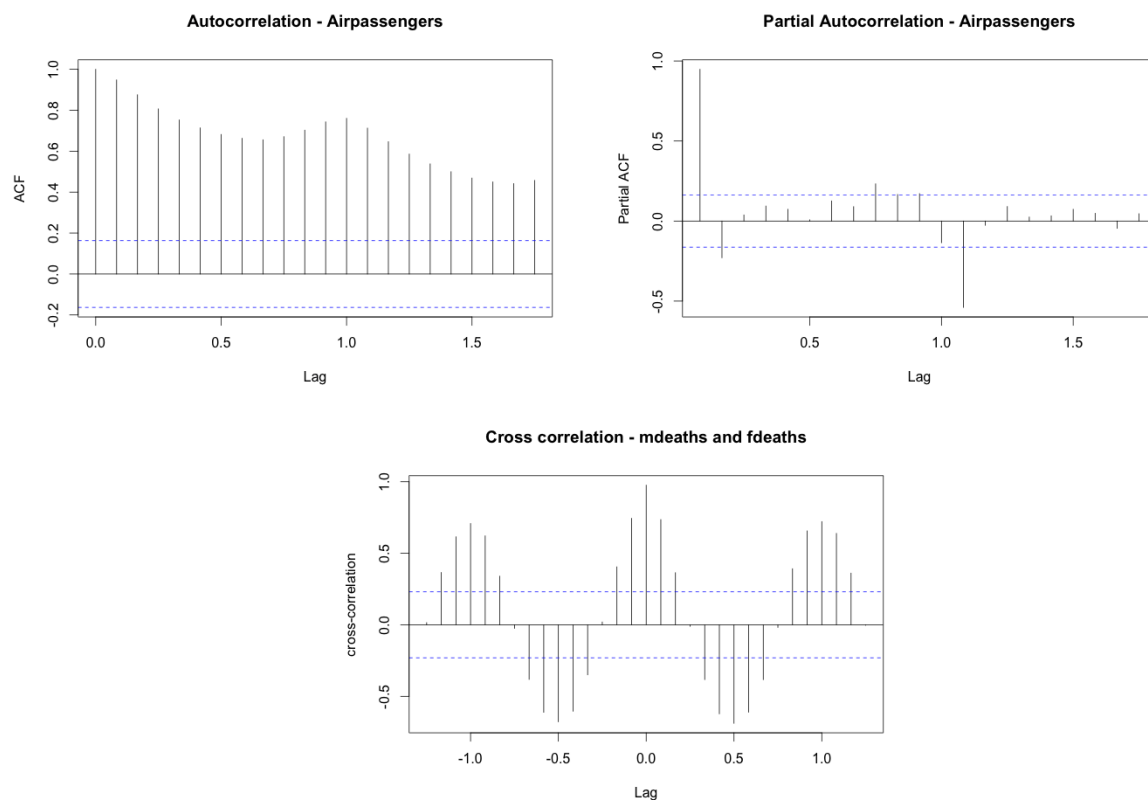 Autocorrelation - Airpassengers
ACF
1.0
0.8
0.6
0.4
0.2
0.0
-0.2
0.0 0.5 1.0 1.5
Lag
Partial Autocorrelation - Airpassengers
Partial ACF
1.0
0.5
0.0
-0.5
0.5 1.0 1.5
Lag
Cross correlation - mdeaths and fdeaths
cross-correlation
1.0
0.5
0.0
-0.5
-1.0 -0.5 0.0 0.5 1.0
Lag